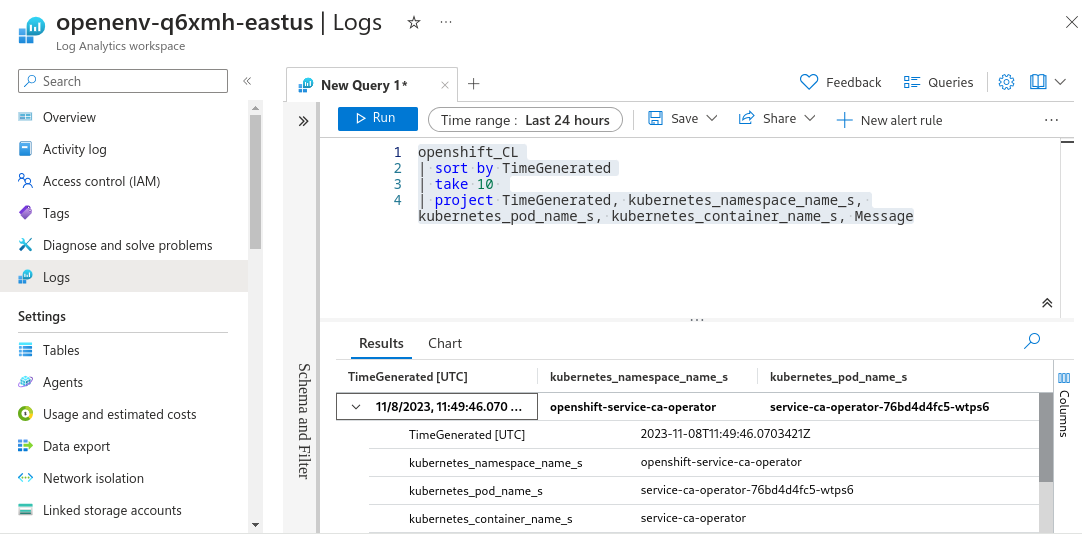 openenv-q6xmh-eastus | Logs
Log Analytics workspace
Search
Overview
Activity log
Access control (IAM)
Tags
Diagnose and solve problems
Logs
Settings
Tables
Agents
Usage and estimated costs
Data export
Network isolation
Linked storage accounts
New Query 1*
Feedback
Queries
Run
Time range : Last 24 hours
Save
Share
New alert rule
1 openshift_CL
2 | sort by TimeGenerated
3 | take 10
4 | project TimeGenerated, kubernetes_namespace_name_s,
kubernetes_pod_name_s, kubernetes_container_name_s, Message
Schema and Filter
Results Chart
TimeGenerated [UTC] kubernetes_namespace_name_s kubernetes_pod_name_s
11/8/2023, 11:49:46.070 ... openshift-service-ca-operator service-ca-operator-76bd4d4fc5-wtps6
TimeGenerated [UTC] 2023-11-08T11:49:46.0703421Z
kubernetes_namespace_name_s openshift-service-ca-operator
kubernetes_pod_name_s service-ca-operator-76bd4d4fc5-wtps6
kubernetes_container_name_s service-ca-operator
Columns